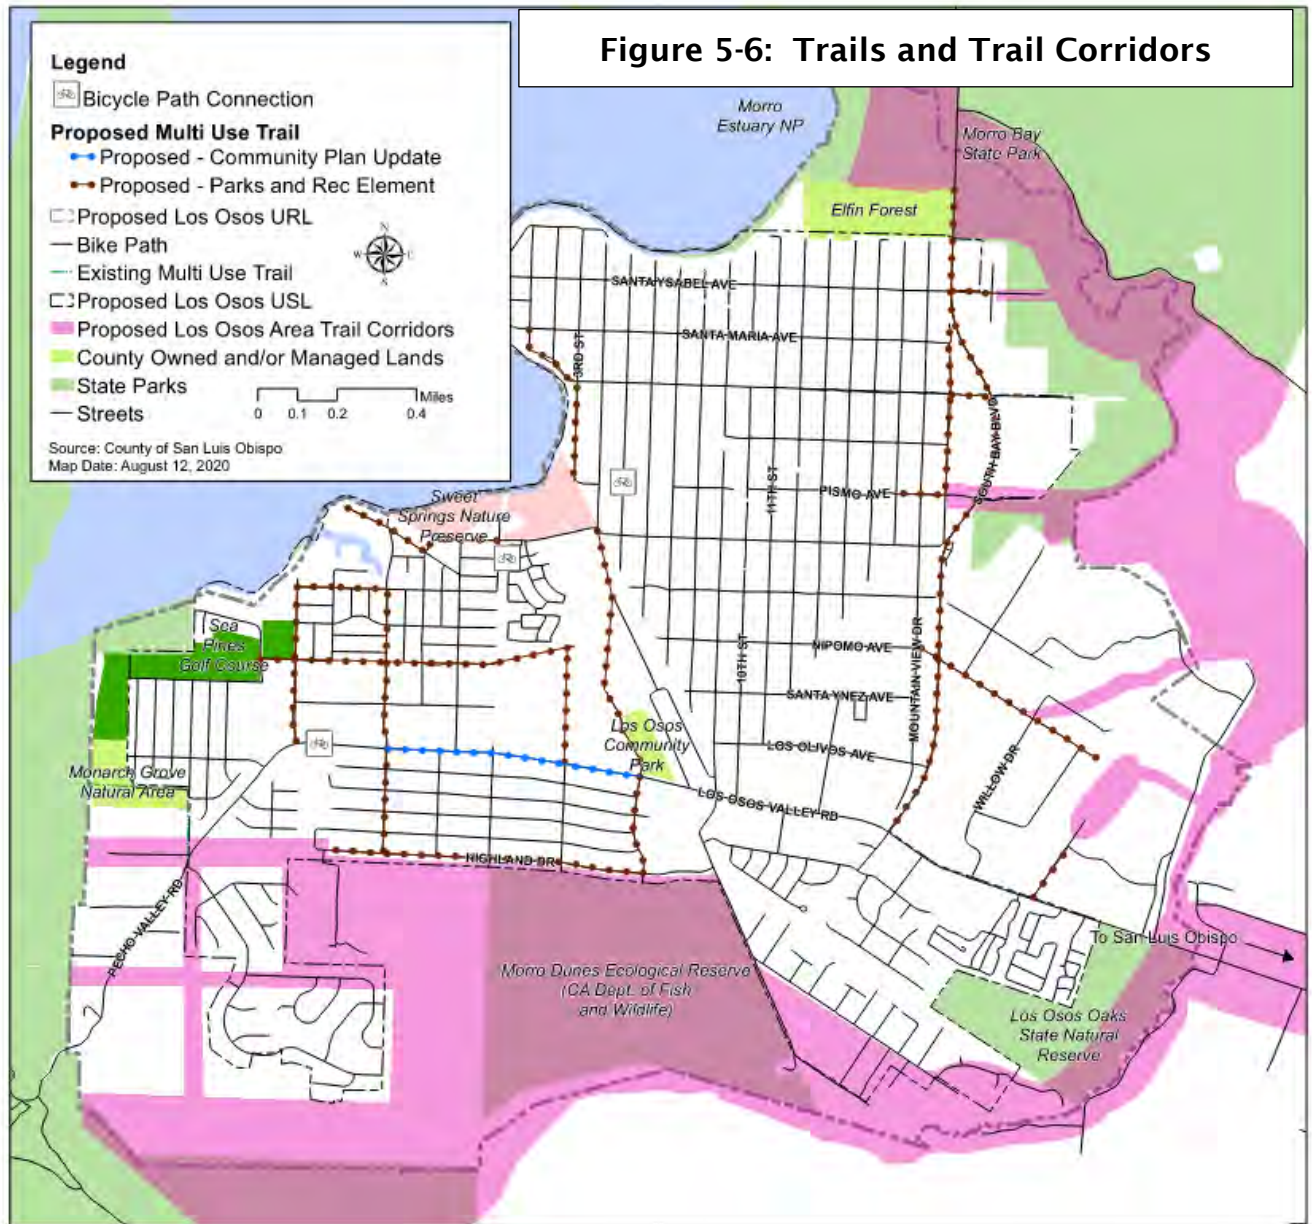 Figure 5-6: Trails and Trail Corridors
Legend
Bicycle Path Connection
Proposed Multi Use Trail
Proposed - Community Plan Update
Proposed - Parks and Rec Element
Proposed Los Osos URL
Bike Path
Existing Multi Use Trail
Proposed Los Osos USL
Proposed Los Osos Area Trail Corridors
County Owned and/or Managed Lands
State Parks
Streets
N
W
E
S
Miles
0 0.1 0.2 0.4
Source: County of San Luis Obispo
Map Date: August 12, 2020
Morro
Estuary NP
Morro Bay
State Park
Elfin Forest
SANTA YSABEL AVE
SANTA MARIA AVE
3RD ST
SOUTH BAY BLVD
11TH ST
PISMO AVE
Sweet
Springs Nature
Preserve
Sea
Pines
Golf Course
10TH ST
NIPOMO AVE
MOUNTAIN VIEW DR
SANTA YNEZ AVE
Los Osos
Community
Park
LOS OLIVOS AVE
WILLOW DR
Monarch Grove
Natural Area
LOS OSOS VALLEY RD
HIGHLAND DR
PECHO VALLEY RD
To San Luis Obispo
Morro Dunes Ecological Reserve
(CA Dept. of Fish
and Wildlife)
Los Osos Oaks
State Natural
Reserve